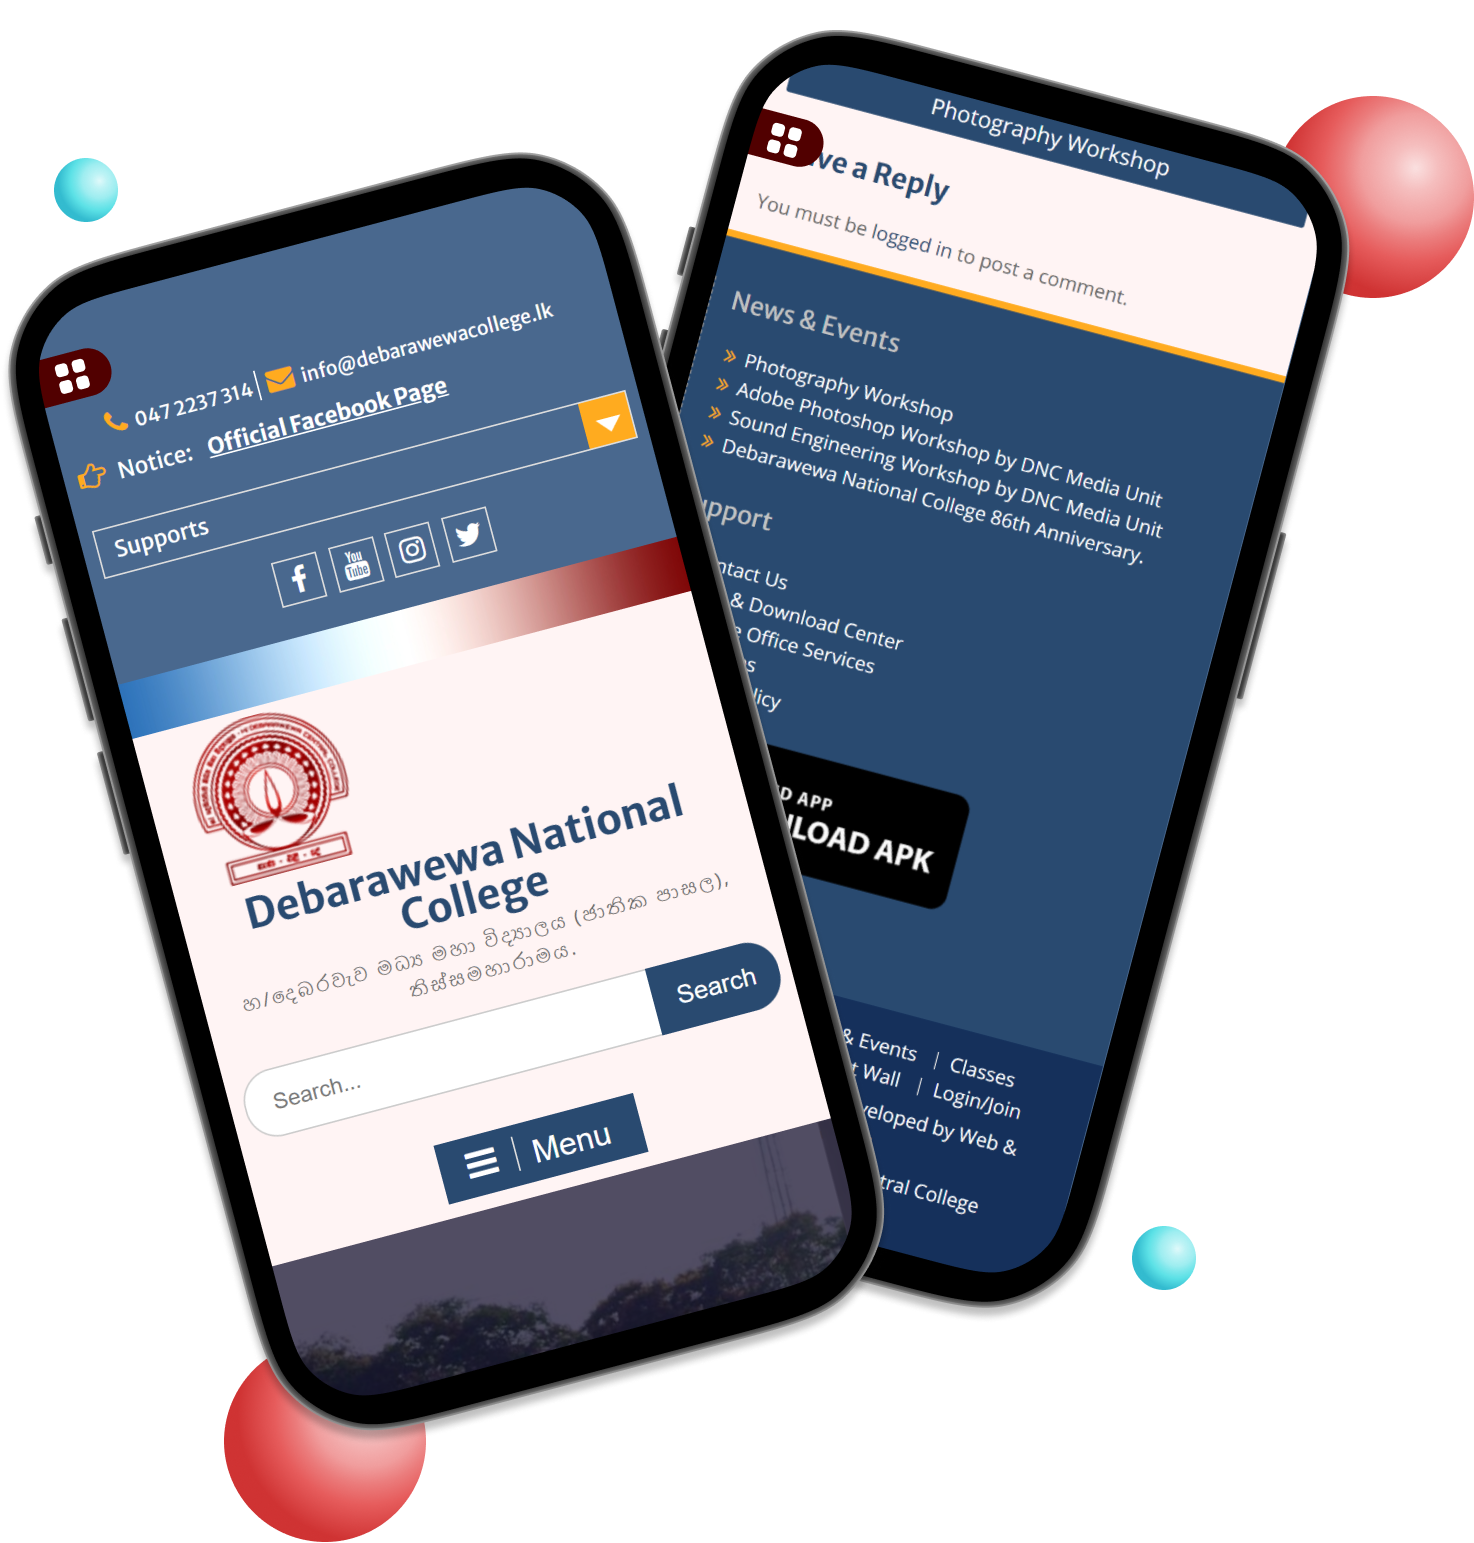 047 2237 314
info@debarawewacollege.lk
Notice: Official Facebook Page
Supports
You
Tube
Debarawewa National
College
හ/දෙබරවැව මධ්‍ය මහා විද්‍යාලය (ජාතික පාසල),
තිස්සමහාරාමය.
Search...
Search
Menu
Photography Workshop
ve a Reply
You must be logged in to post a comment.
News & Events
Photography Workshop
Adobe Photoshop Workshop by DNC Media Unit
Sound Engineering Workshop by DNC Media Unit
Debarawewa National College 86th Anniversary.
pport
ntact Us
& Download Center
e Office Services
es
licy
D APP
NLOAD APK
& Events | Classes
t Wall | Login/Join
veloped by Web &
tral College